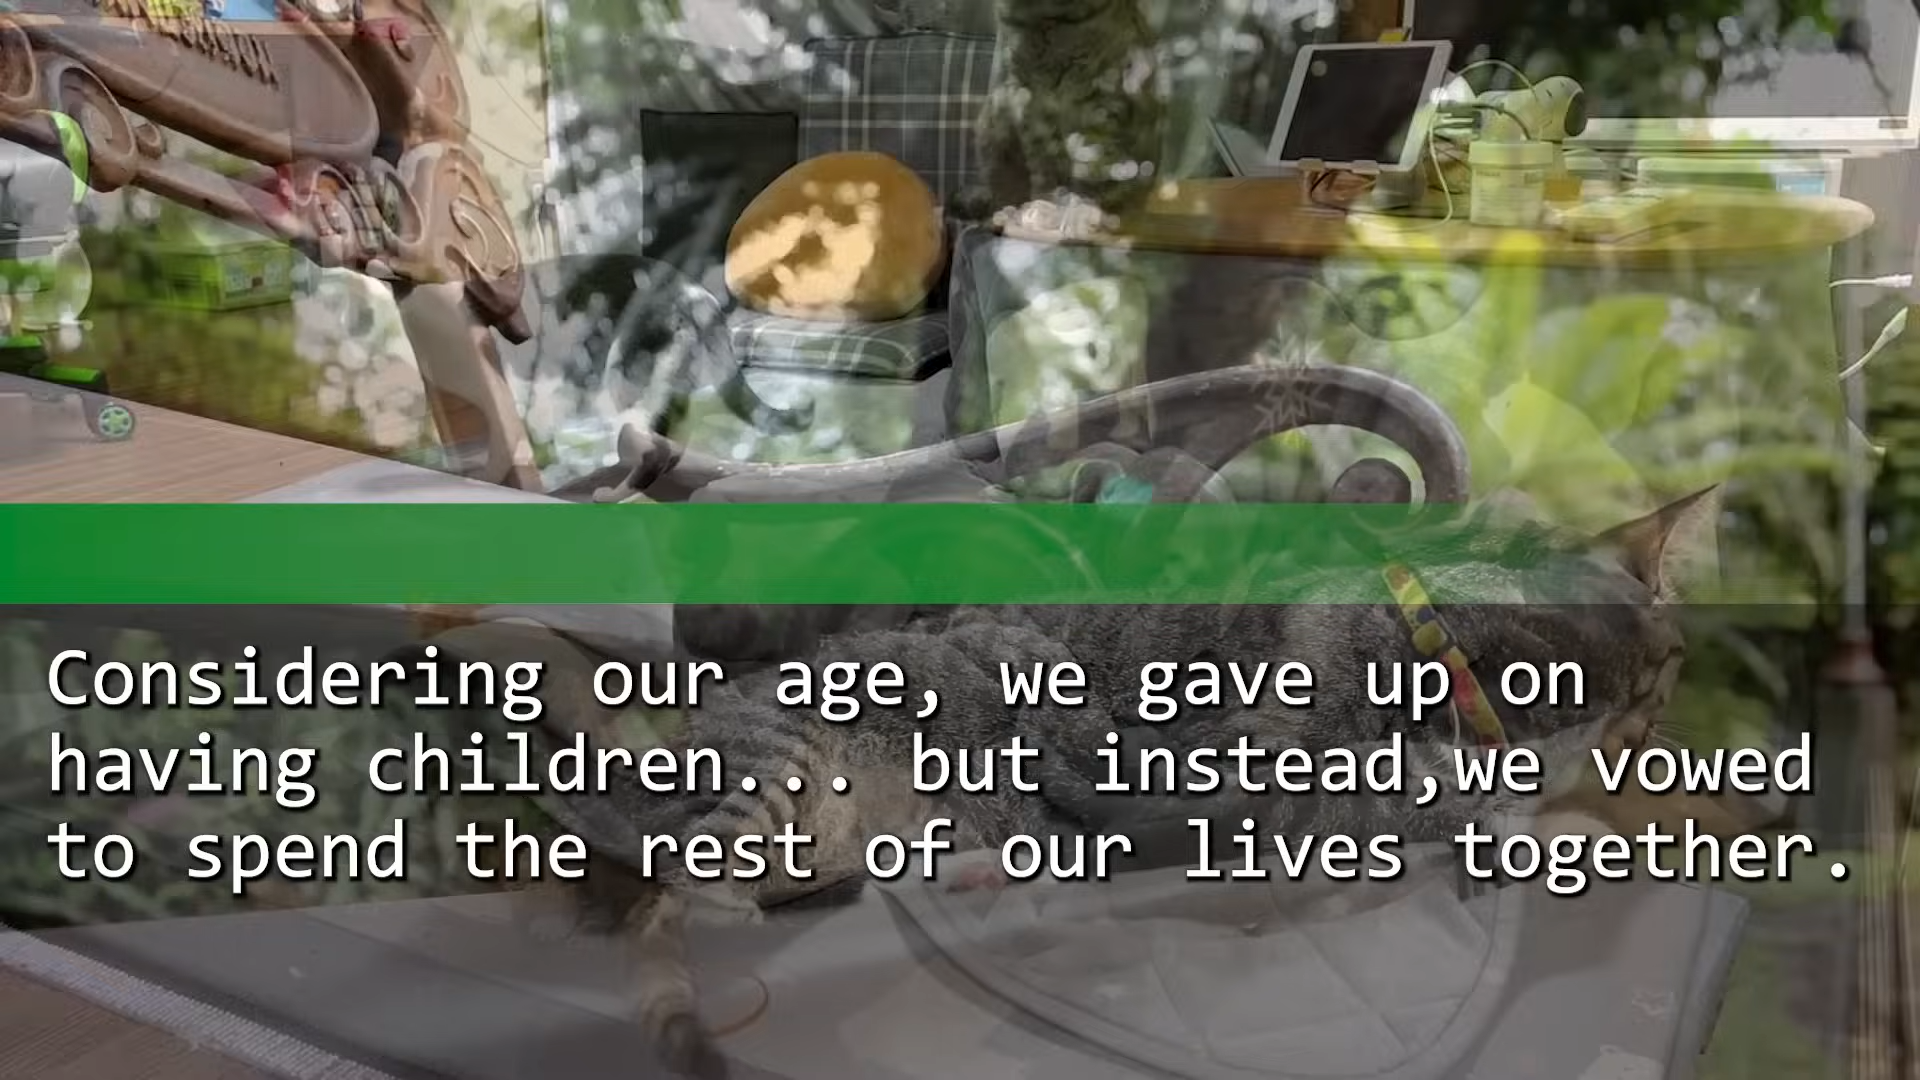 Considering our age, we gave up on
having children... but instead,we vowed
to spend the rest of our lives together.